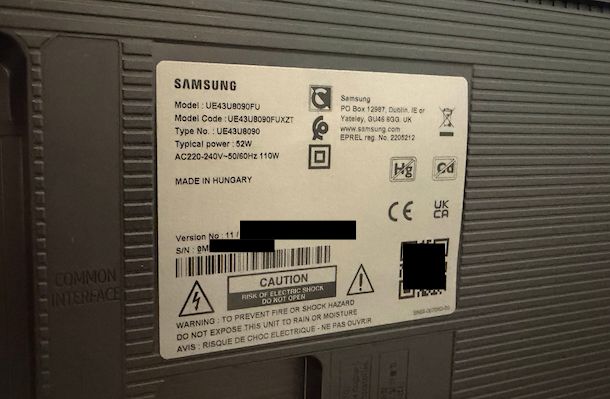 SAMSUNG
Model : UE43U8090FU
Model Code : UE43U8090FUXZT
Type No. : UE43U8090
Typical power : 52W
AC220-240V~50/60Hz 110W
MADE IN HUNGARY
Samsung
PO Box 12987, Dublin, IE or
Yateley, GU46 6GG. UK
www.samsung.com
EPREL reg. No. 2205212
Hg
Cd
CE
UK
CA
Version No : 11 /
S/N :
CAUTION
RISK OF ELECTRIC SHOCK
DO NOT OPEN
WARNING : TO PREVENT FIRE OR SHOCK HAZARD
DO NOT EXPOSE THIS UNIT TO RAIN OR MOISTURE
AVIS : RISQUE DE CHOC ELECTRIQUE - NE PAS OUVRIR
COMMON
INTERFACE